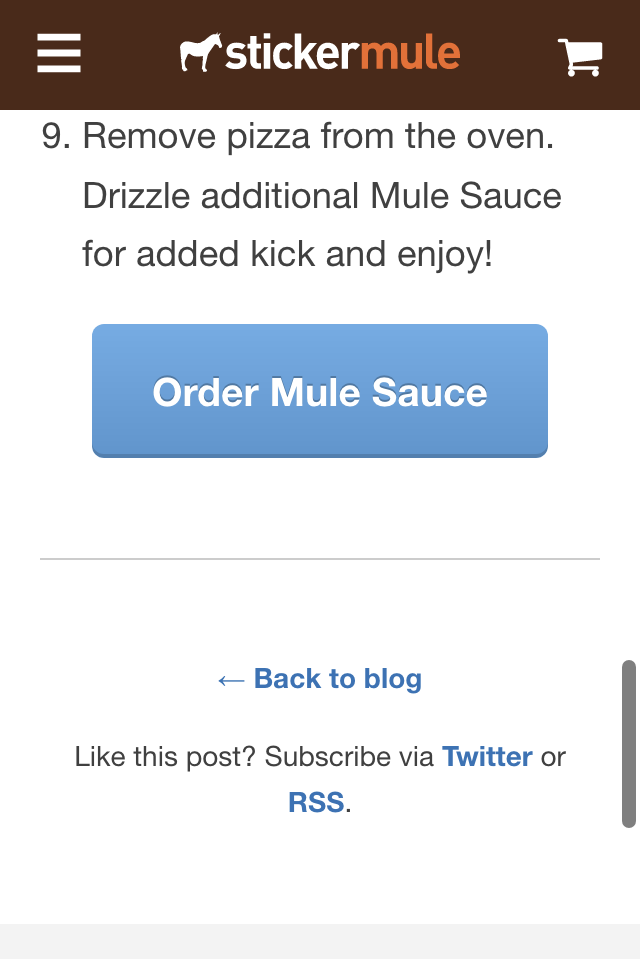 stickermule
9. Remove pizza from the oven.
Drizzle additional Mule Sauce
for added kick and enjoy!
Order Mule Sauce
← Back to blog
Like this post? Subscribe via Twitter or
RSS.